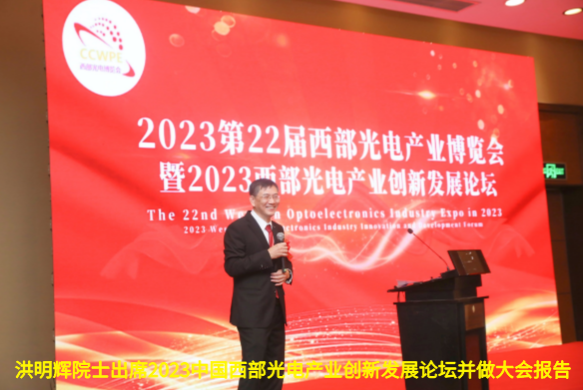 CCWPE
2023第22届西部光电产业博览会
暨2023西部光电产业创新发展论坛
The 22nd Optoelectronics Industry Expo in 2023
Industry Innovation and Development Forum
洪明辉院士出席2023中国西部光电产业创新发展论坛并做大会报告